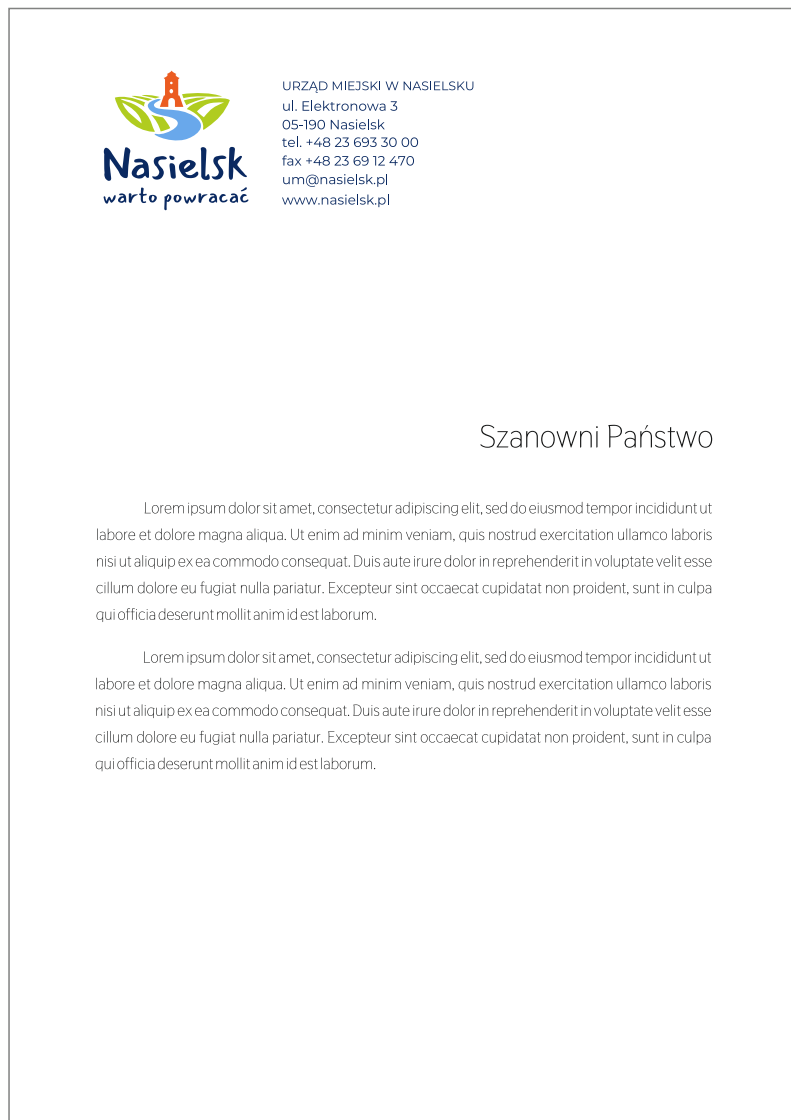 Nasielsk
warto powracać
URZĄD MIEJSKI W NASIELSKU
ul. Elektronowa 3
05-190 Nasielsk
tel. +48 23 693 30 00
fax +48 23 69 12 470
um@nasielsk.pl
www.nasielsk.pl
Szanowni Państwo
Lorem ipsum dolor sit amet, consectetur adipiscing elit, sed do eiusmod tempor incididunt ut
labore et dolore magna aliqua. Ut enim ad minim veniam, quis nostrud exercitation ullamco laboris
nisi ut aliquip ex ea commodo consequat. Duis aute irure dolor in reprehenderit in voluptate velit esse
cillum dolore eu fugiat nulla pariatur. Excepteur sint occaecat cupidatat non proident, sunt in culpa
qui officia deserunt mollit anim id est laborum.
Lorem ipsum dolor sit amet, consectetur adipiscing elit, sed do eiusmod tempor incididunt ut
labore et dolore magna aliqua. Ut enim ad minim veniam, quis nostrud exercitation ullamco laboris
nisi ut aliquip ex ea commodo consequat. Duis aute irure dolor in reprehenderit in voluptate velit esse
cillum dolore eu fugiat nulla pariatur. Excepteur sint occaecat cupidatat non proident, sunt in culpa
qui officia deserunt mollit anim id est laborum.